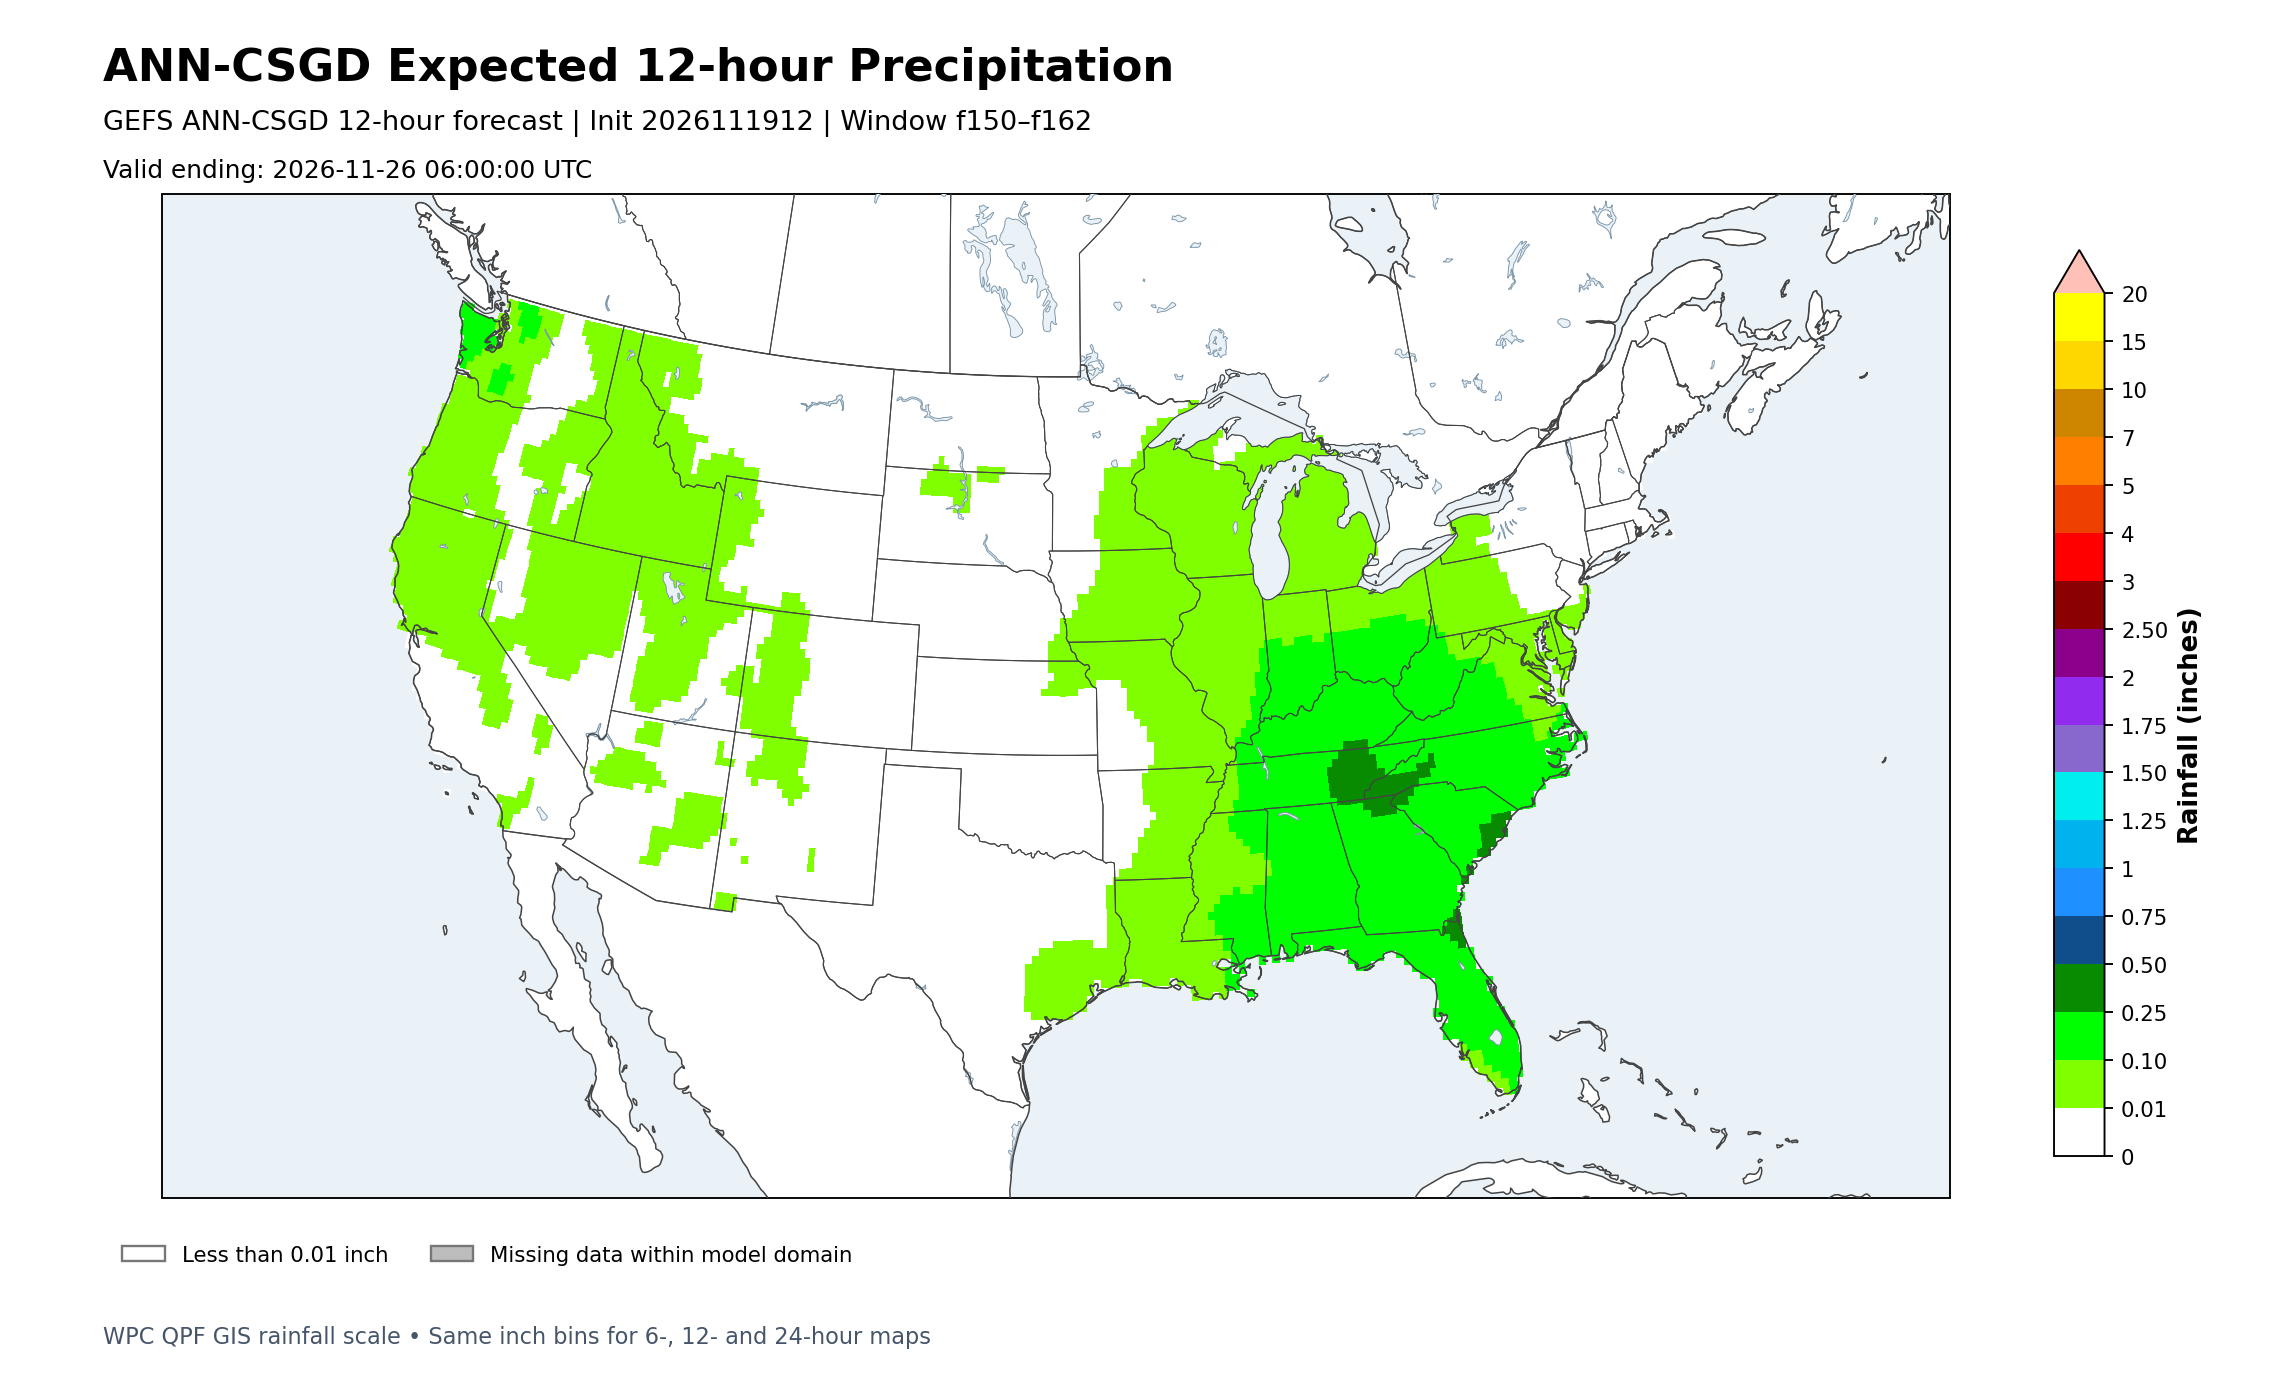 ANN-CSGD Expected 12-hour Precipitation
GEFS ANN-CSGD 12-hour forecast | Init 2026111912 | Window f150–f162
Valid ending: 2026-11-26 06:00:00 UTC
20
15
10
7
5
4
3
2.50
2
1.75
1.50
1.25
1
0.75
0.50
0.25
0.10
0.01
0
Rainfall (inches)
Less than 0.01 inch
Missing data within model domain
WPC QPF GIS rainfall scale • Same inch bins for 6-, 12- and 24-hour maps